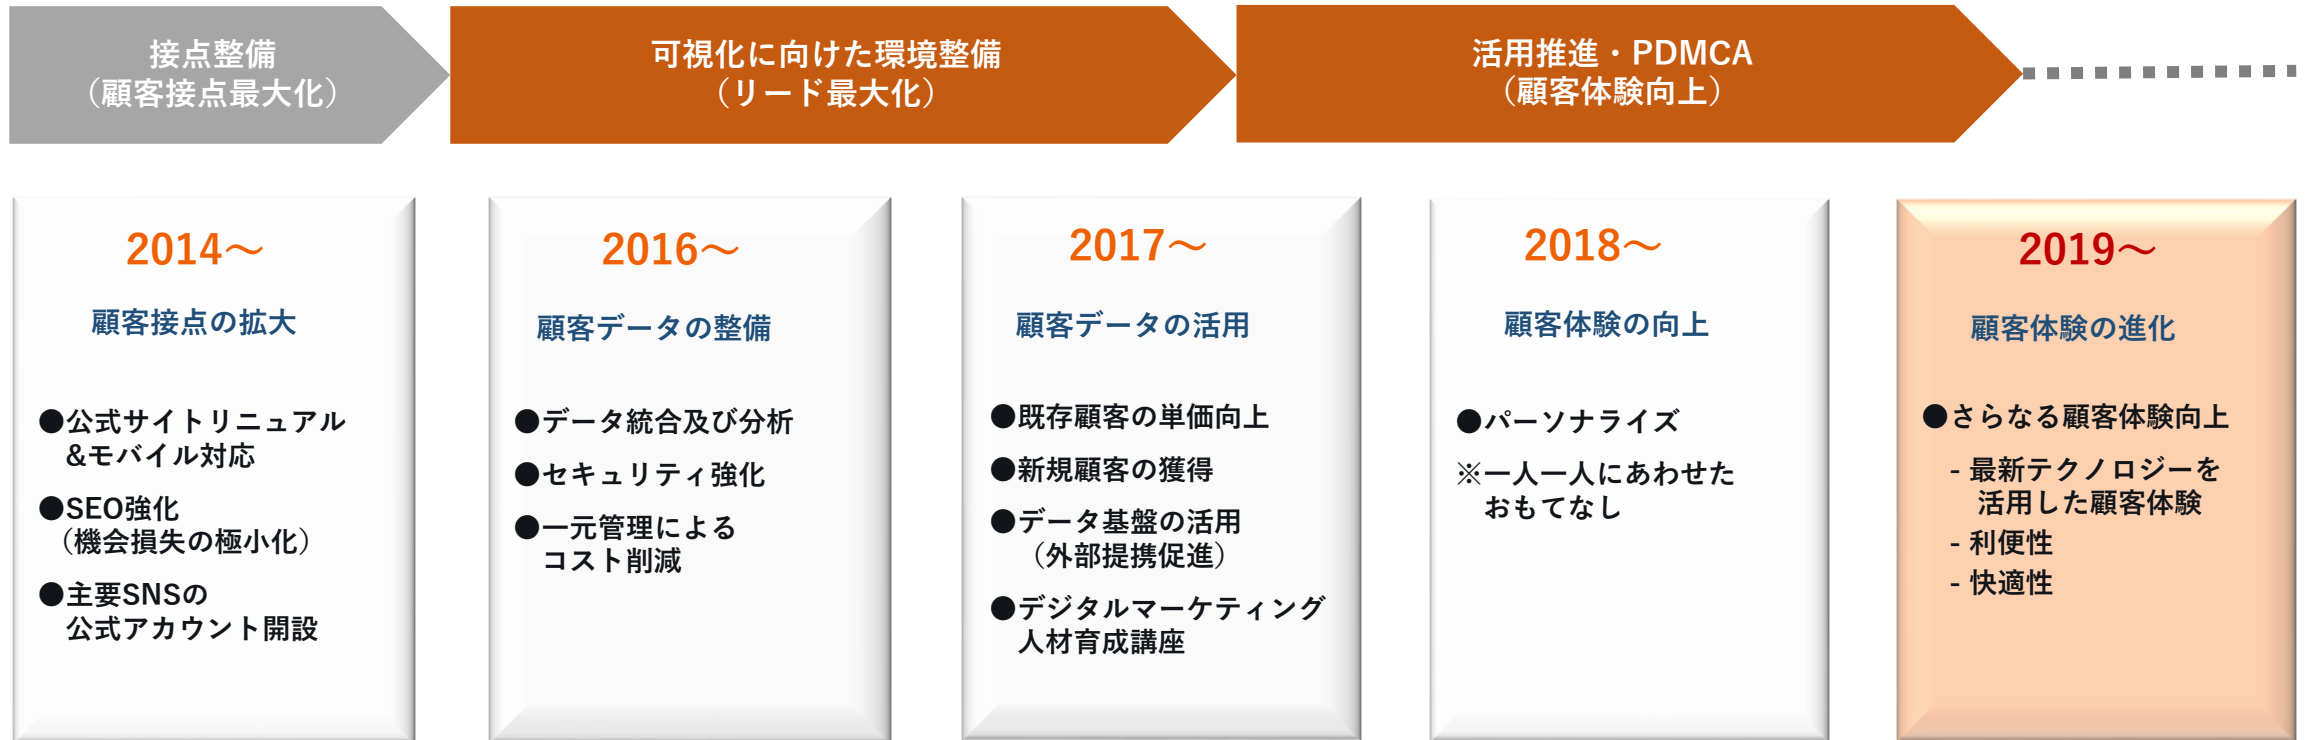 接点整備
（顧客接点最大化）
可視化に向けた環境整備
（リード最大化）
活用推進・PDMCA
（顧客体験向上）
2014～
顧客接点の拡大
●公式サイトリニュアル
&モバイル対応
●SEO強化
（機会損失の極小化）
●主要SNSの
公式アカウント開設
2016～
顧客データの整備
●データ統合及び分析
●セキュリティ強化
●一元管理による
コスト削減
2017～
顧客データの活用
●既存顧客の単価向上
●新規顧客の獲得
●データ基盤の活用
（外部提携促進）
●デジタルマーケティング
人材育成講座
2018～
顧客体験の向上
●パーソナライズ
※一人一人にあわせた
おもてなし
2019～
顧客体験の進化
●さらなる顧客体験向上
- 最新テクノロジーを
活用した顧客体験
- 利便性
- 快適性